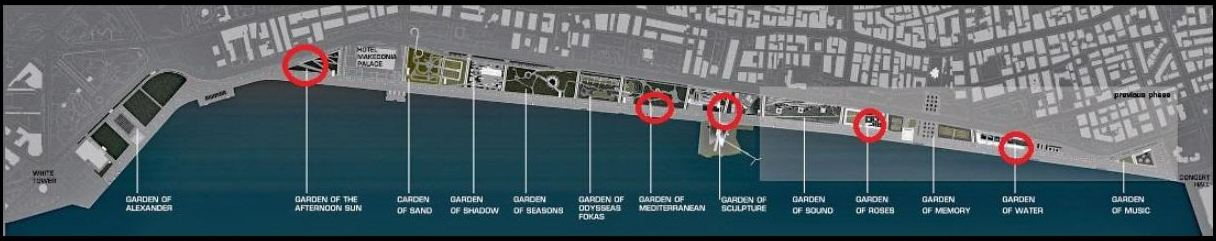 HOTEL
MAKEDONIA
PALACE
previous phase
WHITE
TOWER
CONCERT
HALL
GARDEN OF
ALEXANDER
GARDEN OF THE
AFTERNOON SUN
GARDEN
OF SAND
GARDEN
OF SHADOW
GARDEN
OF SEASONS
GARDEN OF
ODYSSEAS
FOKAS
GARDEN OF
MEDITERRANEAN
GARDEN OF
SCULPTURE
GARDEN
OF SOUND
GARDEN
OF ROSES
GARDEN
OF MEMORY
GARDEN
OF WATER
GARDEN
OF MUSIC